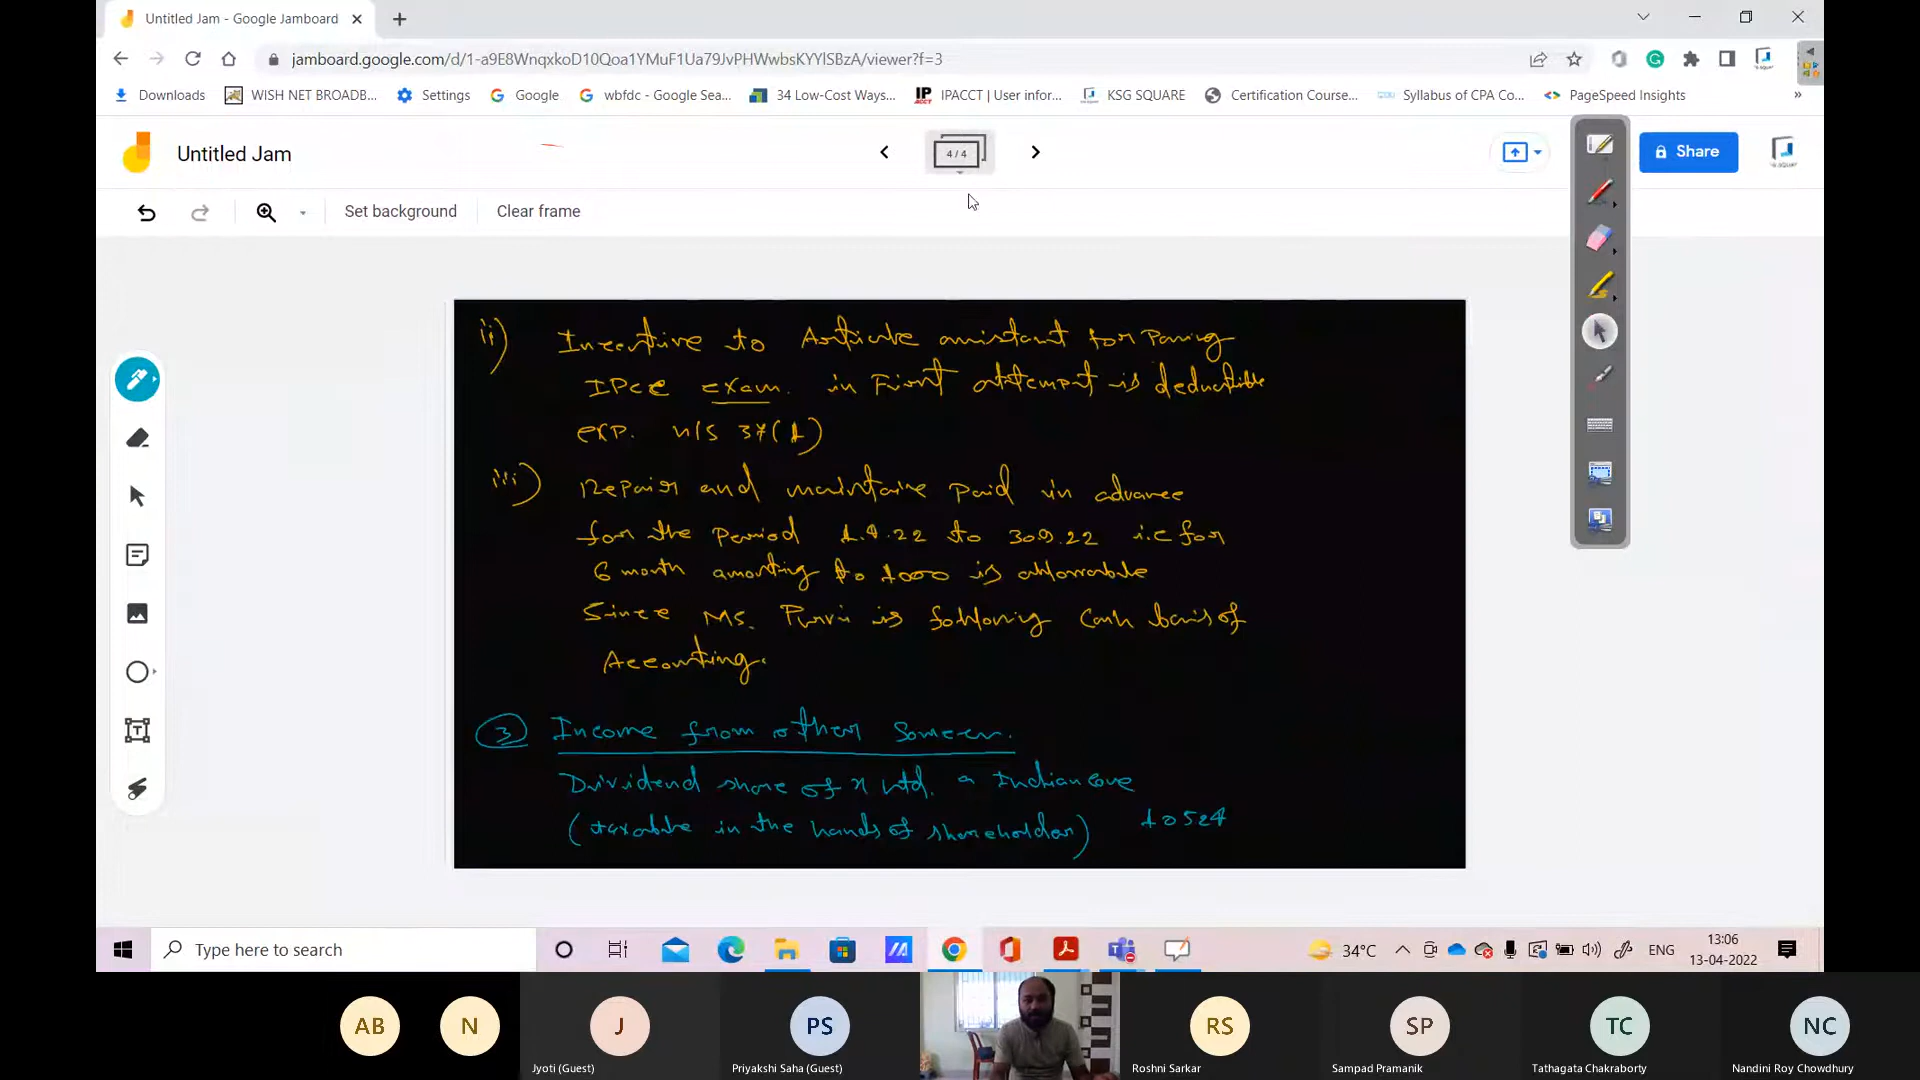 Untitled Jam - Google Jamboard
jamboard.google.com/d/1-a9E8WnqxkoD10Qoa1YMuF1Ua79JvPHWwbsKYYlSBzA/viewer?f=3
Downloads WISH NET BROADB... Settings Google wbfdc - Google Sea... 34 Low-Cost Ways... IPACCT | User infor... KSG SQUARE Certification Course... Syllabus of CPA Co... PageSpeed Insights »
Untitled Jam
4 / 4
Share
Set background Clear frame
ii) Incentive to Article assistant for Passing
IPCC exam. in First attempt is deductible
exp. u/s 37(1)
iii) Repair and paid in advance
for the period 1.4.22 to 30.9.22 i.e for
6 month to 1000 is allowable
Since MS. Purvi is following Cash basis of
Accounting.
3 Income from other
Dividend share of X Ltd. a Indian
(taxable in the hands of shareholder) 10524
Type here to search
34°C
ENG
13:06
13-04-2022
AB N J PS RS SP TC NC
Jyoti (Guest) Priyakshi Saha (Guest) Roshni Sarkar Sampad Pramanik Tathagata Chakraborty Nandini Roy Chowdhury